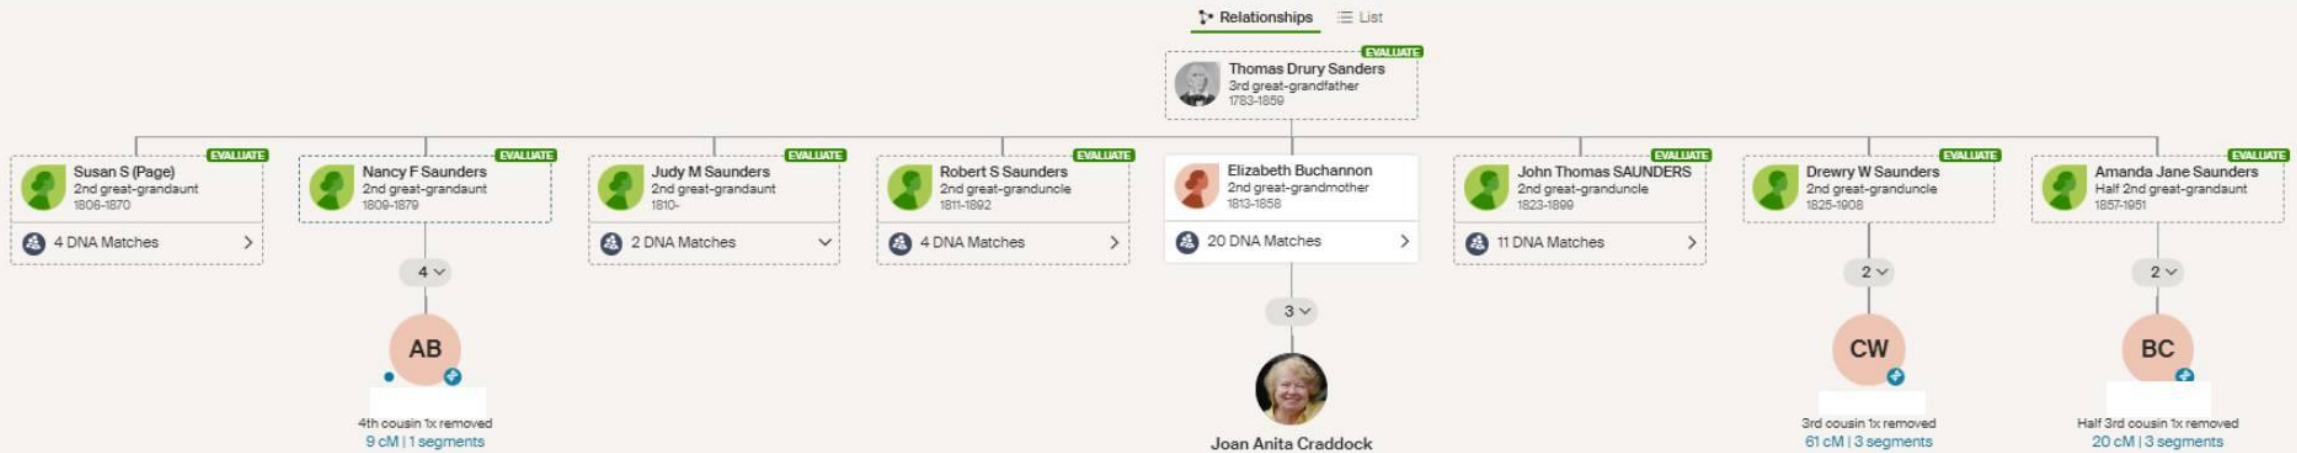 Relationships
List
EVALUATE
Thomas Drury Sanders
3rd great-grandfather
1783-1859
EVALUATE
Susan S (Page)
2nd great-grandaunt
1806-1870
4 DNA Matches
EVALUATE
Nancy F Saunders
2nd great-grandaunt
1809-1879
4
AB
4th cousin 1x removed
9 cM | 1 segments
EVALUATE
Judy M Saunders
2nd great-grandaunt
1810-
2 DNA Matches
EVALUATE
Robert S Saunders
2nd great-granduncle
1811-1892
4 DNA Matches
Elizabeth Buchannon
2nd great-grandmother
1813-1858
20 DNA Matches
3
Joan Anita Craddock
EVALUATE
John Thomas SAUNDERS
2nd great-granduncle
1823-1899
11 DNA Matches
EVALUATE
Drewry W Saunders
2nd great-granduncle
1825-1908
2
CW
3rd cousin 1x removed
61 cM | 3 segments
EVALUATE
Amanda Jane Saunders
Half 2nd great-grandaunt
1857-1951
2
BC
Half 3rd cousin 1x removed
20 cM | 3 segments